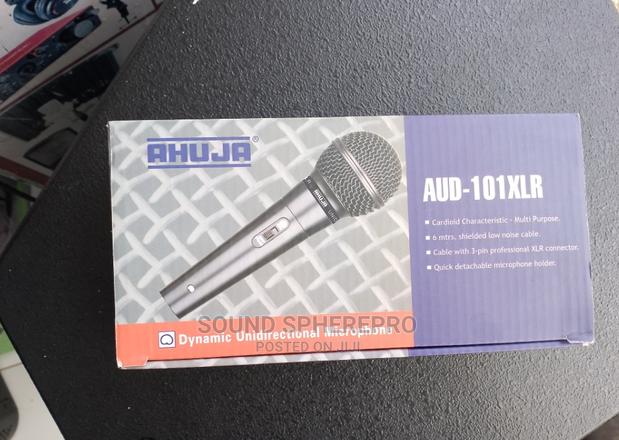 AHUJA®
AHUJA
AUD-101XLR
Cardioid Characteristic - Multi Purpose.
6 mtrs, shielded low noise cable.
Cable with 3-pin professional XLR connector.
Quick detachable microphone holder.
Dynamic Unidirectional Microphone
SOUND SPHEREPRO
POSTED ON JIJI